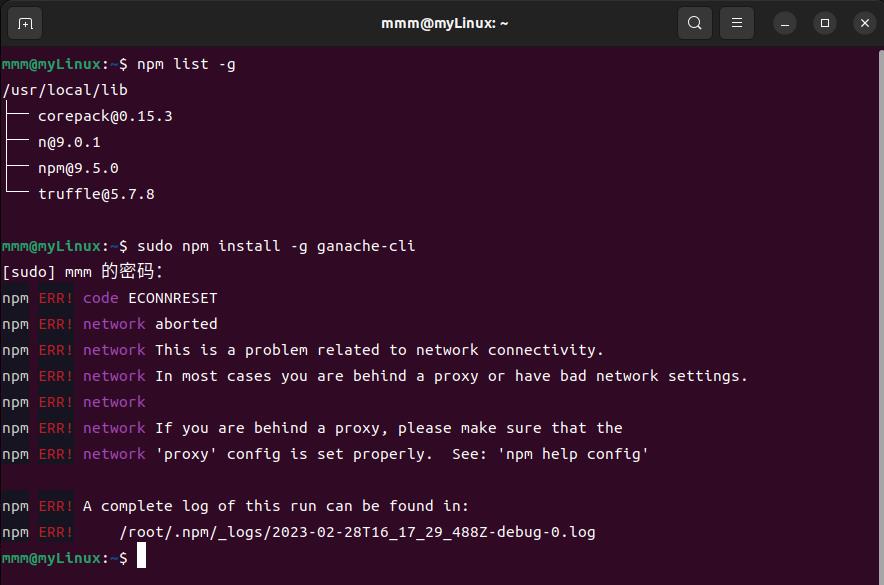 mmm@myLinux: ~
mmm@myLinux:~$ npm list -g
/usr/local/lib
├── corepack@0.15.3
├── n@9.0.1
├── npm@9.5.0
└── truffle@5.7.8
mmm@myLinux:~$ sudo npm install -g ganache-cli
[sudo] mmm 的密码：
npm ERR! code ECONNRESET
npm ERR! network aborted
npm ERR! network This is a problem related to network connectivity.
npm ERR! network In most cases you are behind a proxy or have bad network settings.
npm ERR! network
npm ERR! network If you are behind a proxy, please make sure that the
npm ERR! network 'proxy' config is set properly.  See: 'npm help config'
npm ERR! A complete log of this run can be found in:
npm ERR!     /root/.npm/_logs/2023-02-28T16_17_29_488Z-debug-0.log
mmm@myLinux:~$